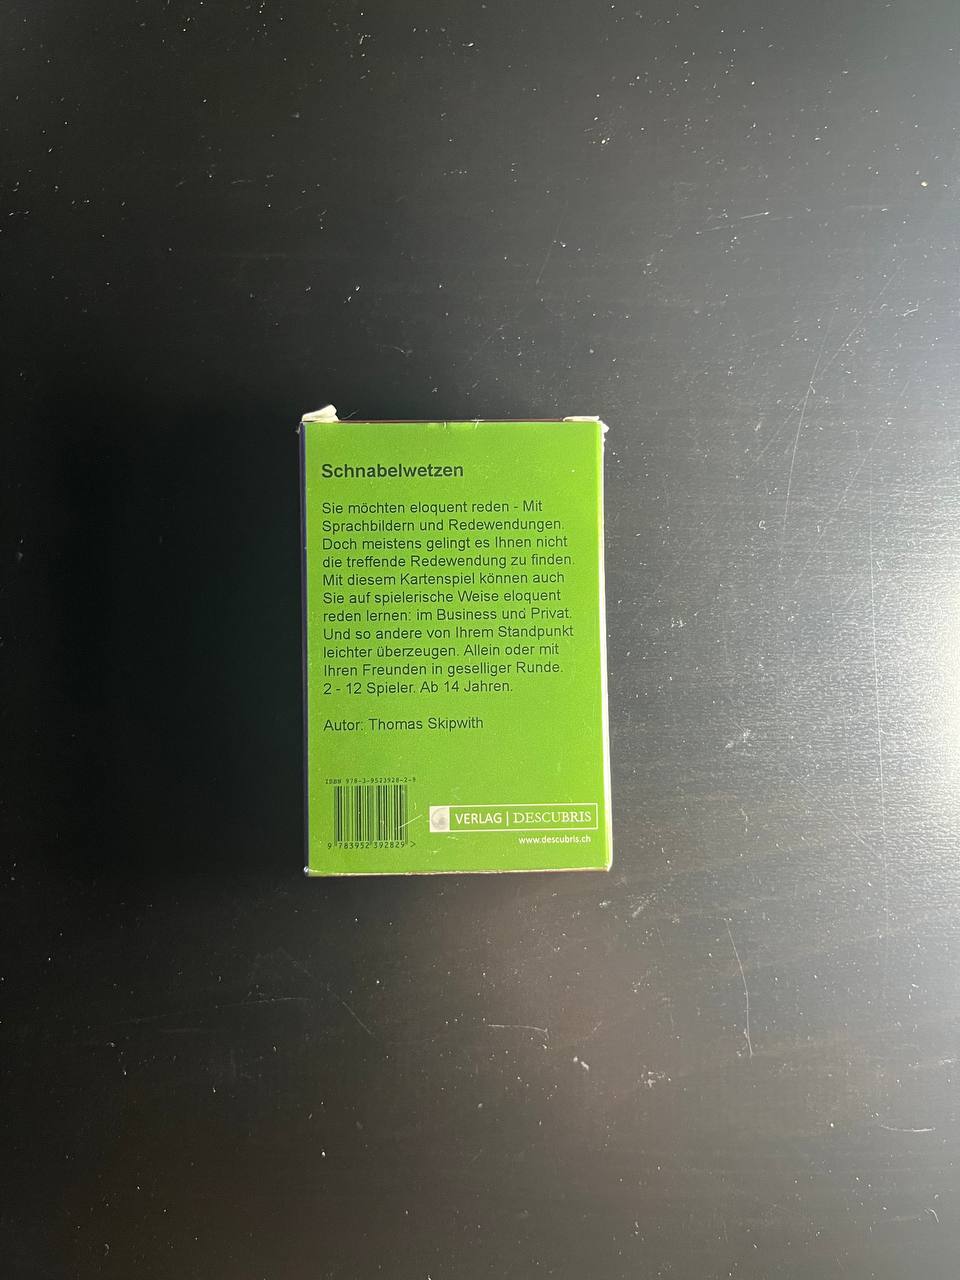 Schnabelwetzen
Sie möchten eloquent reden - Mit
Sprachbildern und Redewendungen.
Doch meistens gelingt es Ihnen nicht
die treffende Redewendung zu finden.
Mit diesem Kartenspiel können auch
Sie auf spielerische Weise eloquent
reden lernen: im Business und Privat.
Und so andere von Ihrem Standpunkt
leichter überzeugen. Allein oder mit
Ihren Freunden in geselliger Runde.
2 - 12 Spieler. Ab 14 Jahren.
Autor: Thomas Skipwith
ISBN 978-3-9523928-2-9
9 783952 392829 >
VERLAG | DESCUBRIS
www.descubris.ch